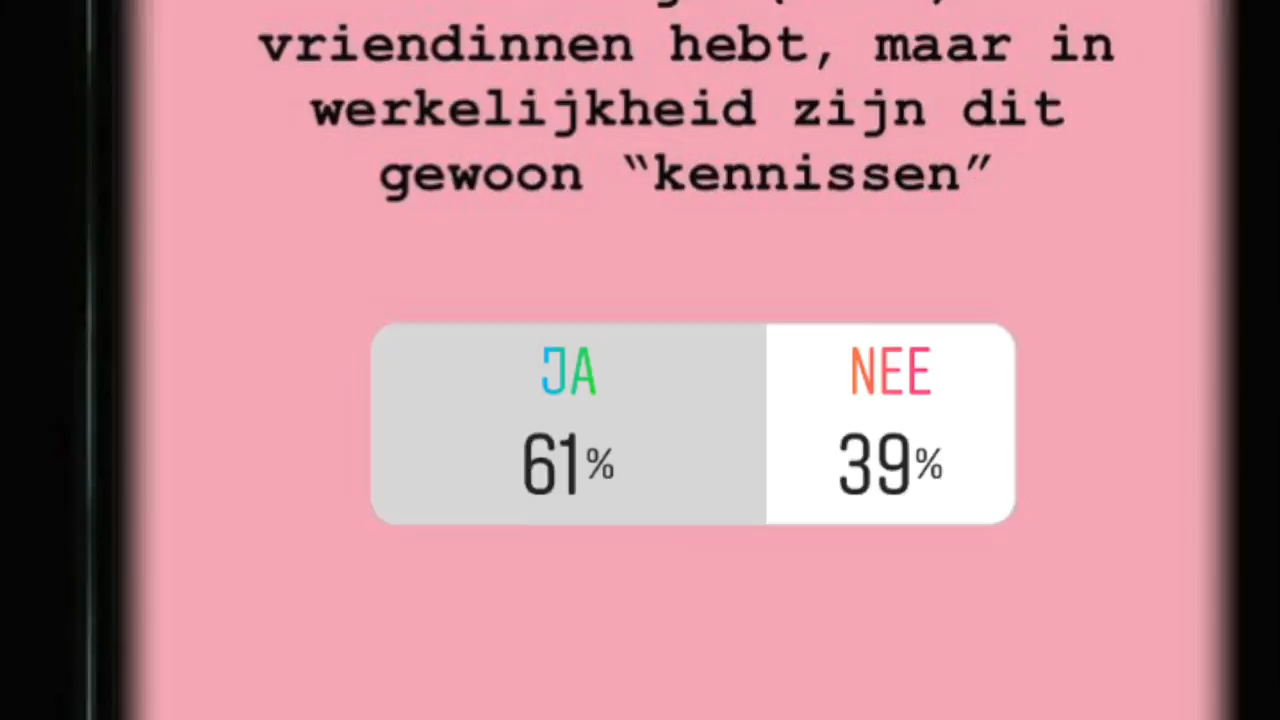 vriendinnen hebt, maar in
werkelijkheid zijn dit
gewoon “kennissen”
JA NEE
61% 39%